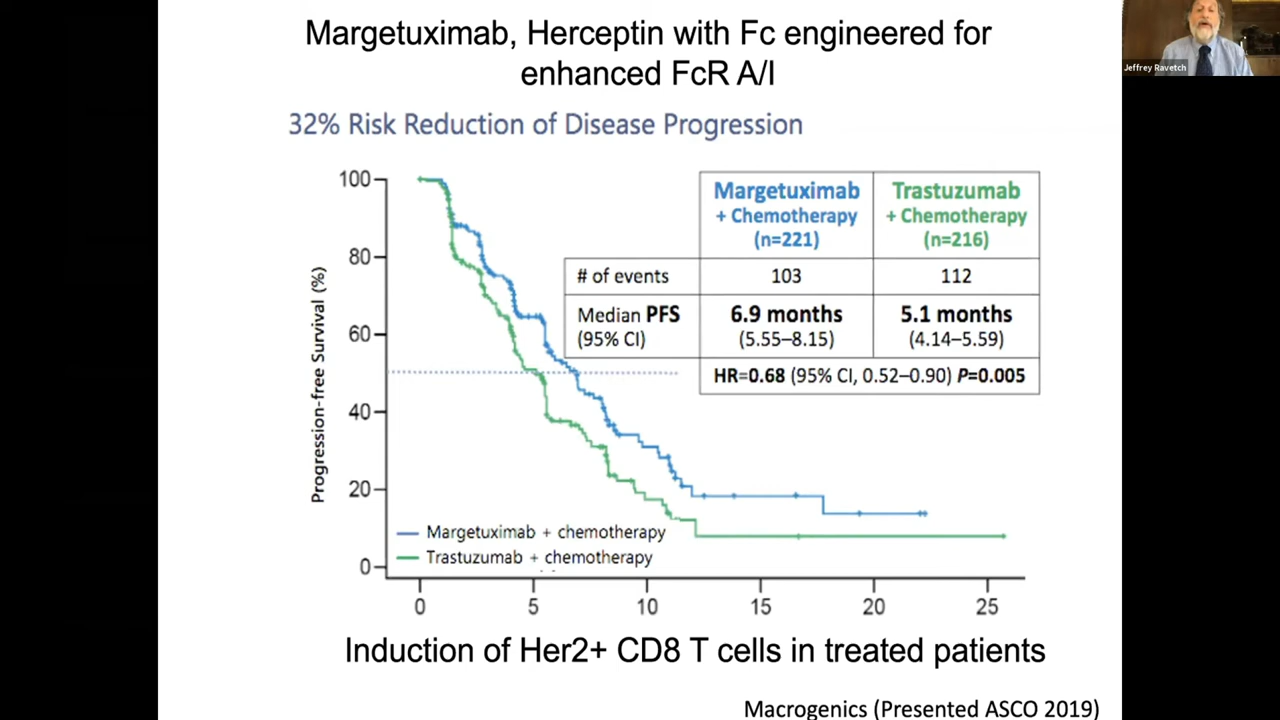 Margetuximab, Herceptin with Fc engineered for
enhanced FcR A/I
Jeffrey Ravetch
32% Risk Reduction of Disease Progression
Margetuximab
+ Chemotherapy
(n=221)
Trastuzumab
+ Chemotherapy
(n=216)
# of events
103
112
Median PFS
(95% CI)
6.9 months
(5.55–8.15)
5.1 months
(4.14–5.59)
HR=0.68 (95% CI, 0.52–0.90) P=0.005
Progression-free Survival (%)
100
80
60
40
20
0
Margetuximab + chemotherapy
Trastuzumab + chemotherapy
0 5 10 15 20 25
Induction of Her2+ CD8 T cells in treated patients
Macrogenics (Presented ASCO 2019)